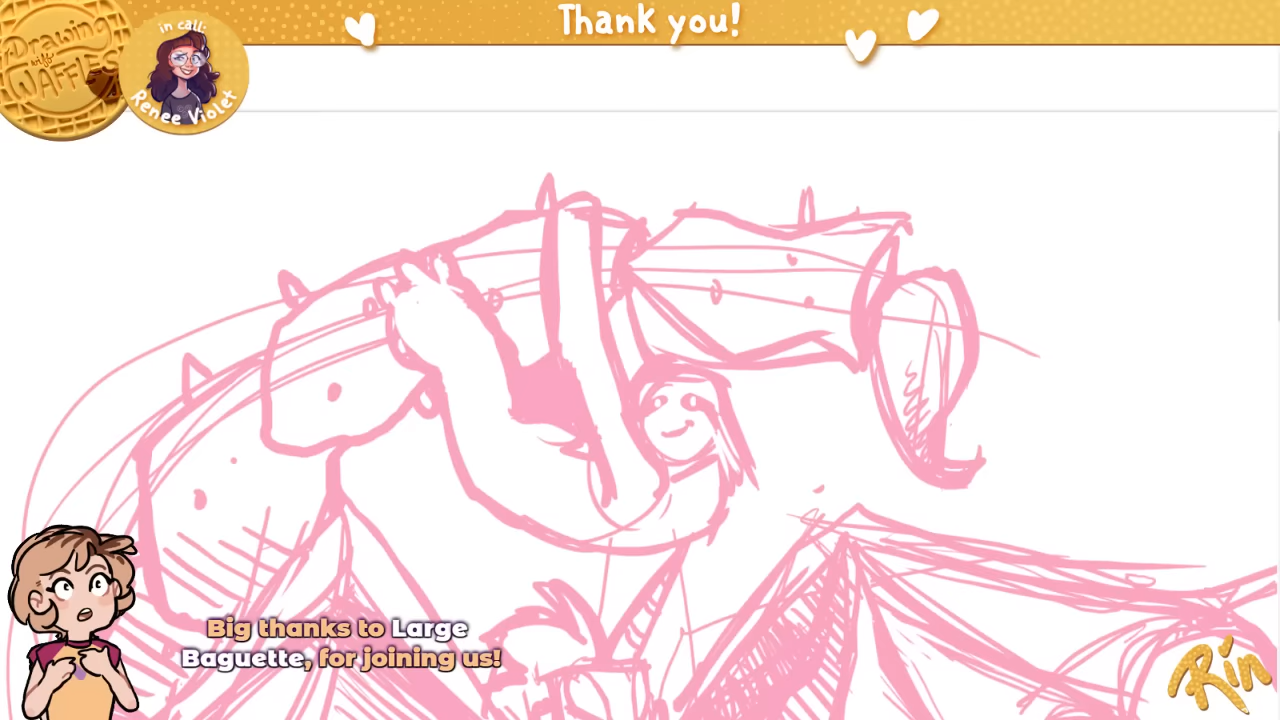 Thank you!
in call:
Drawing
with
WAFFLES
Renee Violet
Big thanks to Large
Baguette, for joining us!
Rin